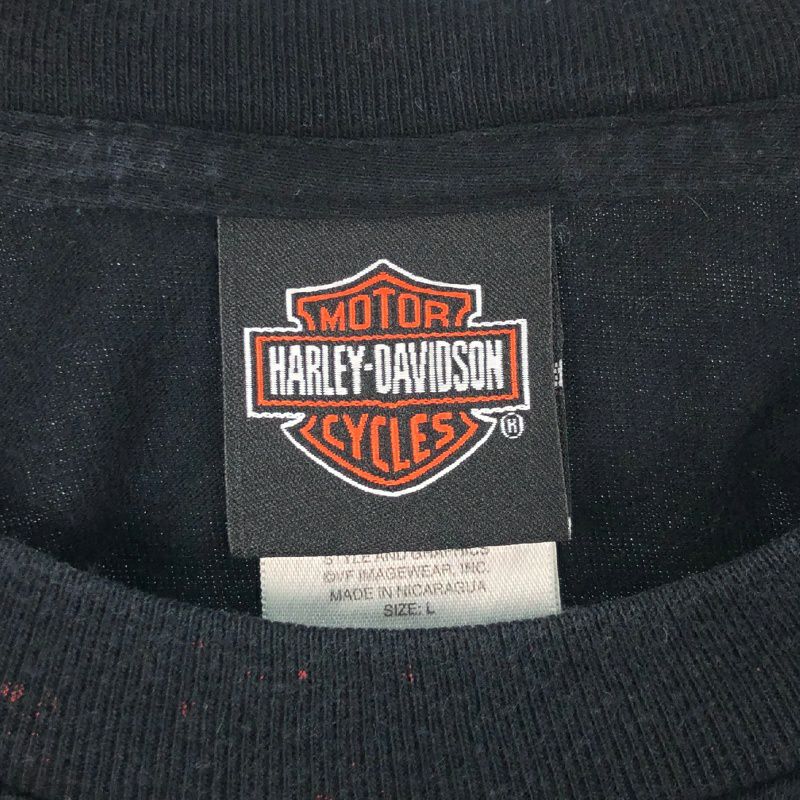 MOTOR
HARLEY-DAVIDSON
CYCLES
®
STYLE AND GRAPHICS
©VF IMAGEWEAR, INC.
MADE IN NICARAGUA
SIZE: L